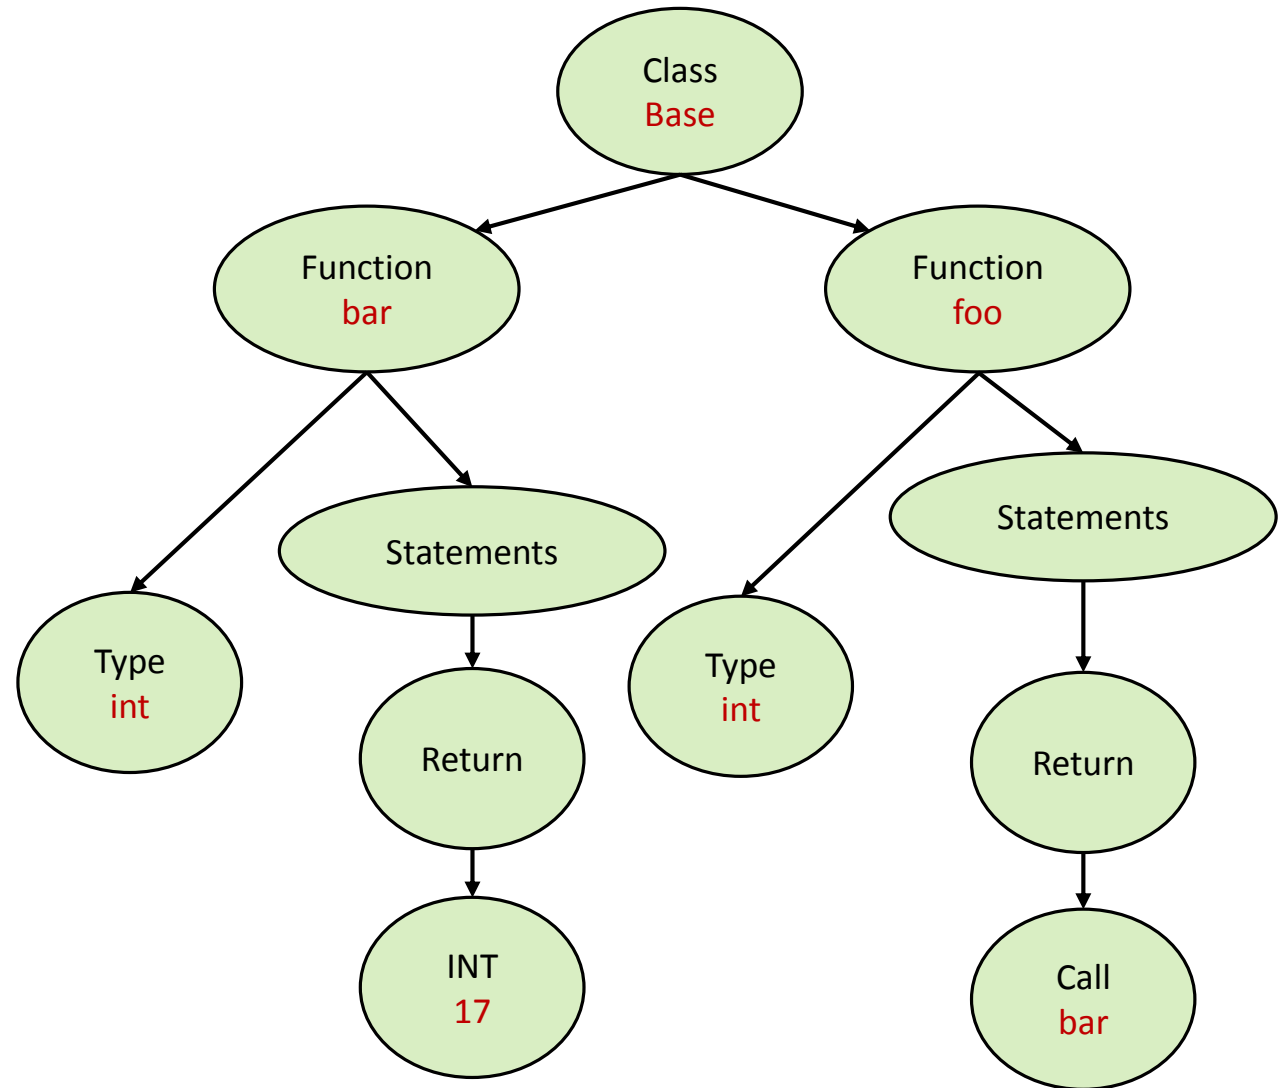 Class
Base
Function
bar
Function
foo
Statements
Statements
Type
int
Type
int
Return
Return
INT
17
Call
bar